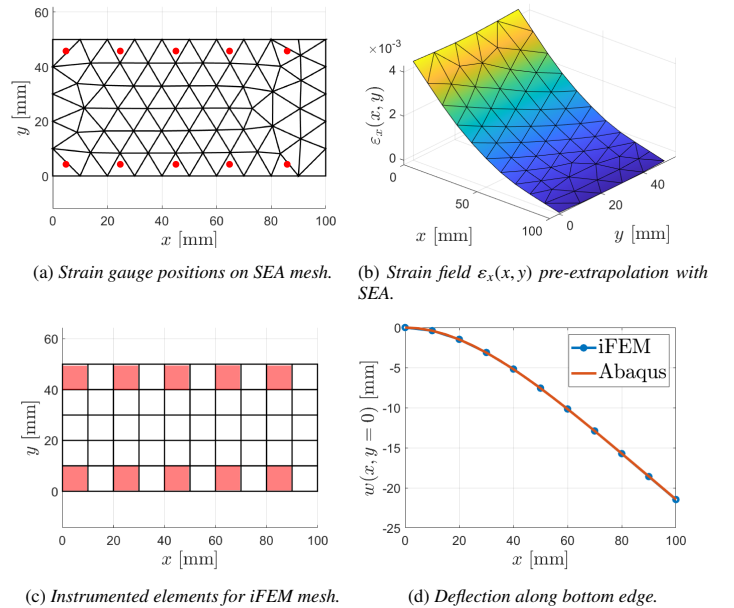 60
40
20
0
y [mm]
0 20 40 60 80 100
x [mm]
(a) Strain gauge positions on SEA mesh.
×10⁻³
4
2
0
εₓ(x, y)
0
50
100
x [mm]
0
20
40
y [mm]
(b) Strain field εₓ(x, y) pre-extrapolation with
SEA.
60
40
20
0
y [mm]
0 20 40 60 80 100
x [mm]
(c) Instrumented elements for iFEM mesh.
0
-5
-10
-15
-20
-25
w(x, y = 0) [mm]
iFEM
Abaqus
0 20 40 60 80 100
x [mm]
(d) Deflection along bottom edge.